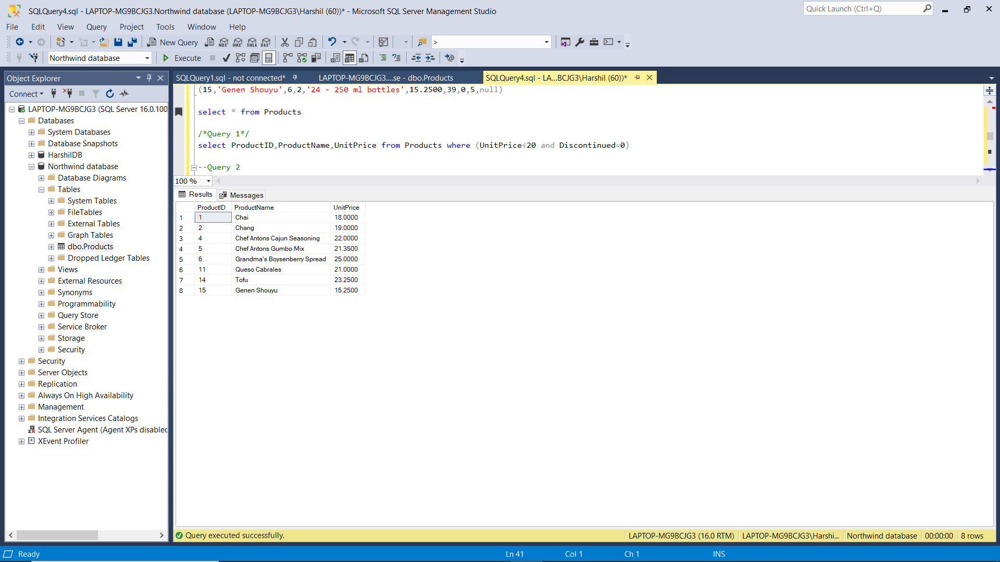 SQLQuery4.sql - LAPTOP-MG9BCJG3.Northwind database (LAPTOP-MG9BCJG3\Harshil (60))* - Microsoft SQL Server Management Studio
Quick Launch (Ctrl+Q)
File Edit View Query Project Tools Window Help
New Query MDX DMX XMLA DAX >
Northwind database Execute
Object Explorer
SQLQuery1.sql - not connected* LAPTOP-MG9BCJG3....se - dbo.Products SQLQuery4.sql - LA...BCJG3\Harshil (60))*
Connect
LAPTOP-MG9BCJG3 (SQL Server 16.0.100
Databases
System Databases
Database Snapshots
HarshilDB
Northwind database
Database Diagrams
Tables
System Tables
FileTables
External Tables
Graph Tables
dbo.Products
Dropped Ledger Tables
Views
External Resources
Synonyms
Programmability
Query Store
Service Broker
Storage
Security
Security
Server Objects
Replication
Always On High Availability
Management
Integration Services Catalogs
SQL Server Agent (Agent XPs disabled
XEvent Profiler
(15,'Genen Shouyu',6,2,'24 - 250 ml bottles',15.2500,39,0,5,null)
select * from Products
/*Query 1*/
select ProductID,ProductName,UnitPrice from Products where (UnitPrice<20 and Discontinued=0)
--Query 2
100 %
Results Messages
ProductID ProductName UnitPrice
1 1 Chai 18.0000
2 2 Chang 19.0000
3 4 Chef Antons Cajun Seasoning 22.0000
4 5 Chef Antons Gumbo Mix 21.3500
5 6 Grandma's Boysenberry Spread 25.0000
6 11 Queso Cabrales 21.0000
7 14 Tofu 23.2500
8 15 Genen Shouyu 15.2500
Query executed successfully. LAPTOP-MG9BCJG3 (16.0 RTM) LAPTOP-MG9BCJG3\Harshi... Northwind database 00:00:00 8 rows
Ready Ln 41 Col 1 Ch 1 INS